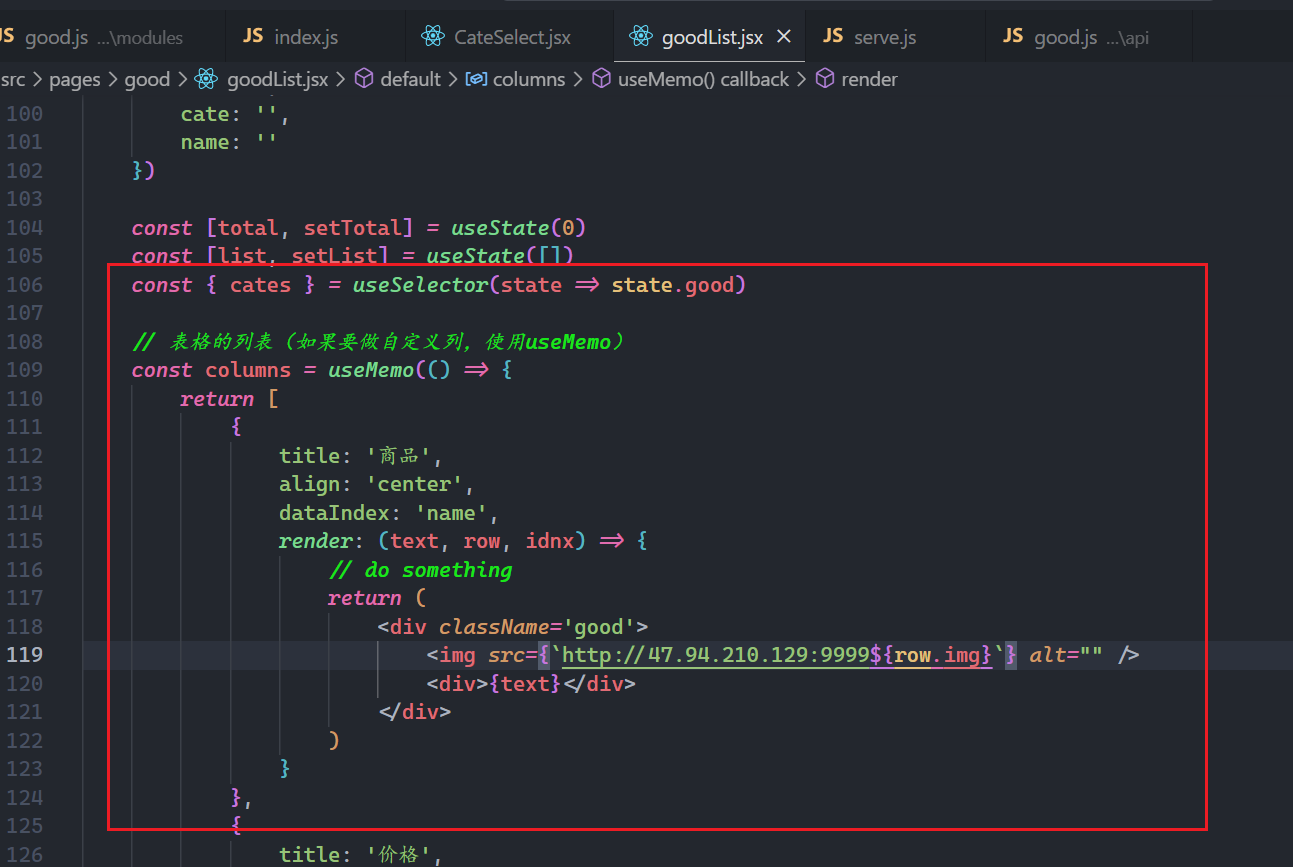 JS good.js ...\modules
JS index.js
CateSelect.jsx
goodList.jsx ×
JS serve.js
JS good.js ...\api
src > pages > good > goodList.jsx > default > columns > useMemo() callback > render
100 cate: '',
101 name: ''
102 })
103
104 const [total, setTotal] = useState(0)
105 const [list, setList] = useState([])
106 const { cates } = useSelector(state => state.good)
107
108 // 表格的列表（如果要做自定义列，使用useMemo）
109 const columns = useMemo(() => {
110 return [
111 {
112 title: '商品',
113 align: 'center',
114 dataIndex: 'name',
115 render: (text, row, idnx) => {
116 // do something
117 return (
118 <div className='good'>
119 <img src={`http://47.94.210.129:9999${row.img}`} alt="" />
120 <div>{text}</div>
121 </div>
122 )
123 }
124 },
125 {
126 title: '价格',